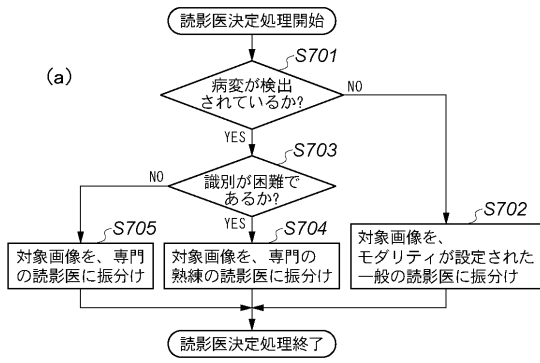 読影医決定処理開始
(a)
S701
病変が検出
されているか?
NO
YES
S703
識別が困難で
あるか?
NO
YES
S705
S704
S702
対象画像を、専門
の読影医に振分け
対象画像を、専門の
熟練の読影医に振分け
対象画像を、
モダリティが設定された
一般の読影医に振分け
読影医決定処理終了